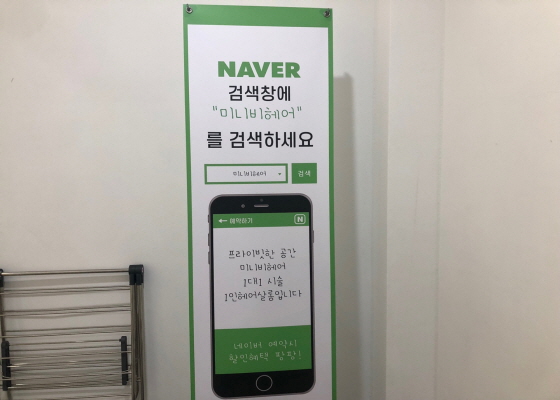 NAVER
검색창에
"미니비헤어"
를 검색하세요
미니비헤어 검색
← 예약하기 N
프라이빗한 공간
미니비헤어
1대1 시술
1인헤어살롱입니다
네이버 예약시
할인혜택 팡팡!